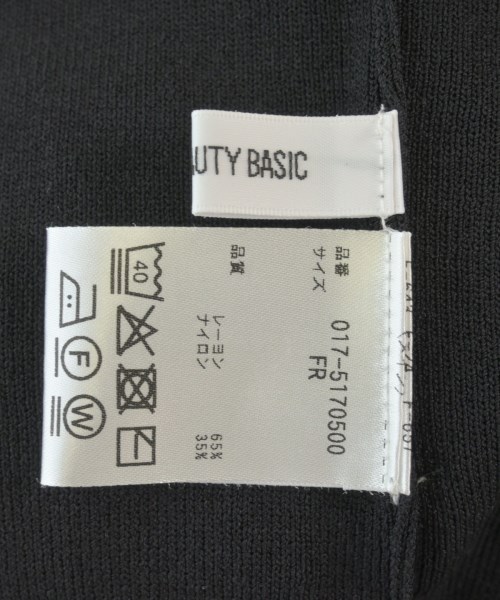 UTY BASIC
品番 017-5170500
サイズ FR
品質
レーヨン 65%
ナイロン 35%
40
F
W